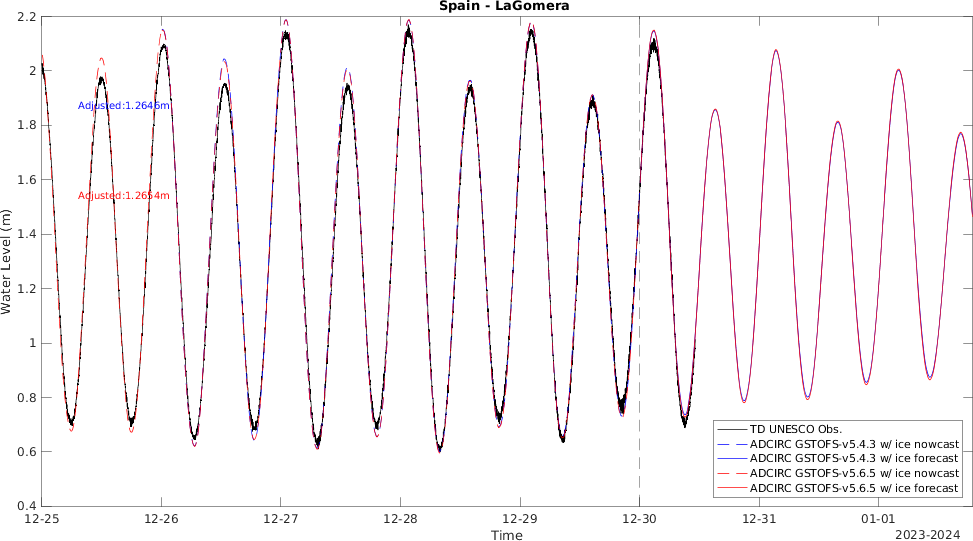 Spain - LaGomera
2.2
2
1.8
1.6
1.4
1.2
1
0.8
0.6
0.4
Water Level (m)
Adjusted:1.2646m
Adjusted:1.2654m
TD UNESCO Obs.
ADCIRC GSTOFS-v5.4.3 w/ ice nowcast
ADCIRC GSTOFS-v5.4.3 w/ ice forecast
ADCIRC GSTOFS-v5.6.5 w/ ice nowcast
ADCIRC GSTOFS-v5.6.5 w/ ice forecast
12-25 12-26 12-27 12-28 12-29 12-30 12-31 01-01
Time
2023-2024